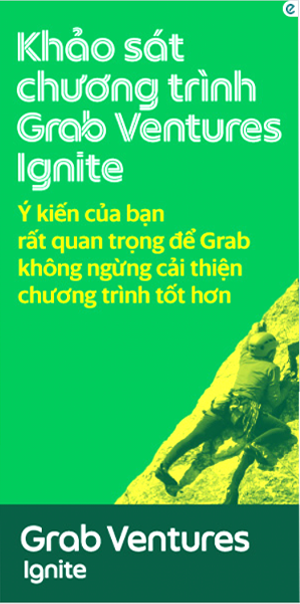 Khảo sát
chương trình
Grab Ventures
Ignite
Ý kiến của bạn
rất quan trọng để Grab
không ngừng cải thiện
chương trình tốt hơn
Grab Ventures
Ignite